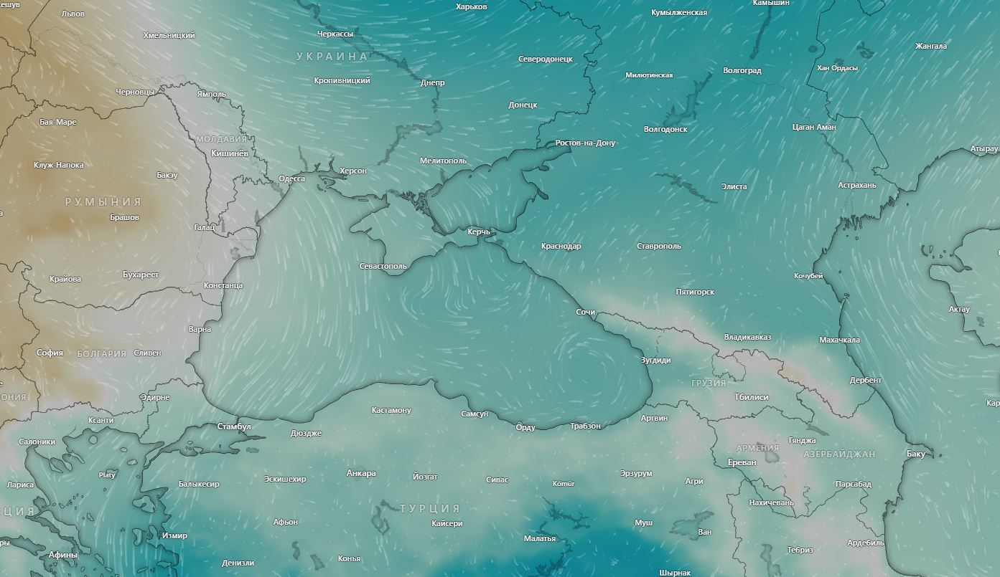 Харьков
Камышин
Львов
Кумылженская
Хмельницкий
Черкассы
УКРАИНА
Северодонецк
Жангала
Милютинская
Волгоград
Хан Ордасы
Кропивницкий
Днепр
Черновцы
Ямполь
Донецк
Бая-Маре
Волгодонск
Цаган Аман
МОЛДАВИЯ
Кишинёв
Ростов-на-Дону
Атырау
Клуж-Напока
Бакэу
Одесса
Херсон
Мелитополь
Элиста
Астрахань
РУМЫНИЯ
Брашов
Галац
Керчь
Краснодар
Ставрополь
Крайова
Бухарест
Констанца
Севастополь
Кочубей
Пятигорск
Актау
Сочи
Варна
Владикавказ
Махачкала
София
БОЛГАРИЯ
Сливен
Зугдиди
Дербент
ГРУЗИЯ
Тбилиси
ОНИЯ
Эдирне
Ксанти
Кастамону
Самсун
Артвин
Кар
Стамбул
Дюздже
Орду
Трабзон
Салоники
Гянджа
АРМЕНИЯ
АЗЕРБАЙДЖАН
Баку
Ереван
Platy
Эскишехир
Анкара
Йозгат
Сивас
Эрзурум
Лариса
Балыкесир
Kömür
Агри
Парсабад
Нахичевань
ЦИЯ
ТУРЦИЯ
Афьон
Кайсери
Муш
Ван
Измир
Малатья
Ардебиль
Афины
Тебриз
Денизли
Конья
Шырнак